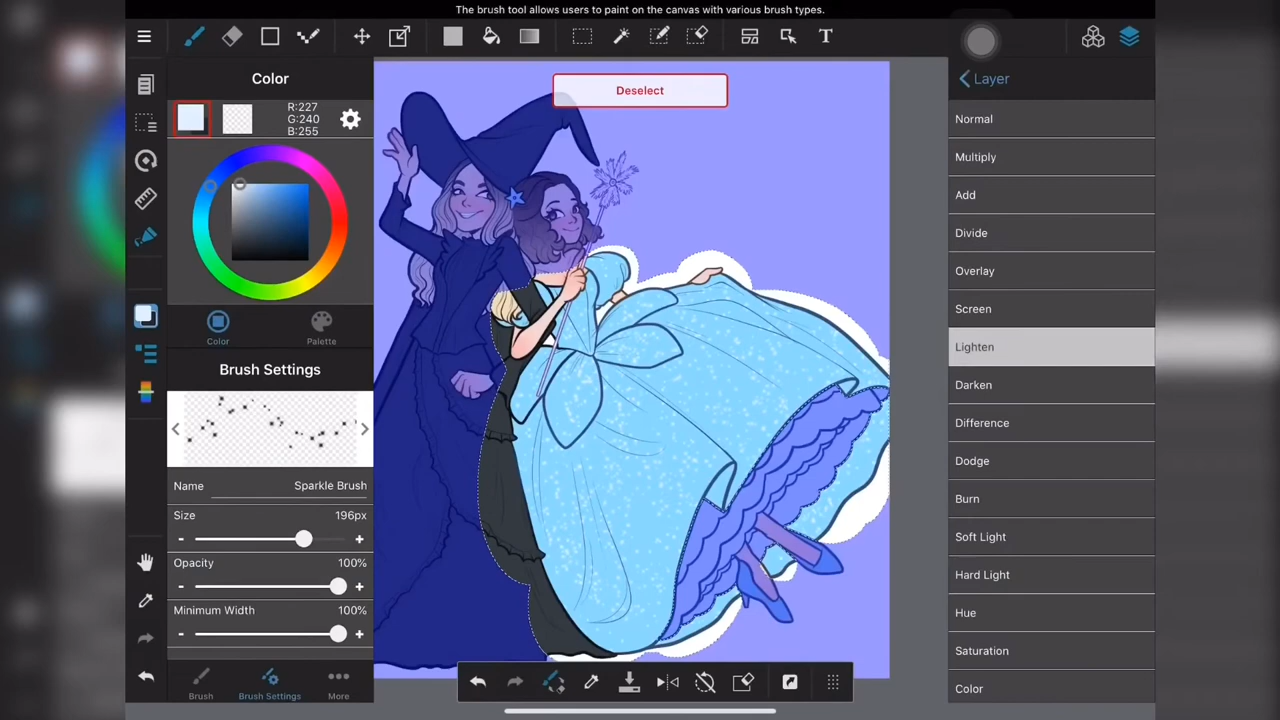 The brush tool allows users to paint on the canvas with various brush types.
T
Color
R:227
G:240
B:255
Color
Palette
Brush Settings
Name Sparkle Brush
Size 196px
- +
Opacity 100%
- +
Minimum Width 100%
- +
Brush
Brush Settings
More
Deselect
Layer
Normal
Multiply
Add
Divide
Overlay
Screen
Lighten
Darken
Difference
Dodge
Burn
Soft Light
Hard Light
Hue
Saturation
Color